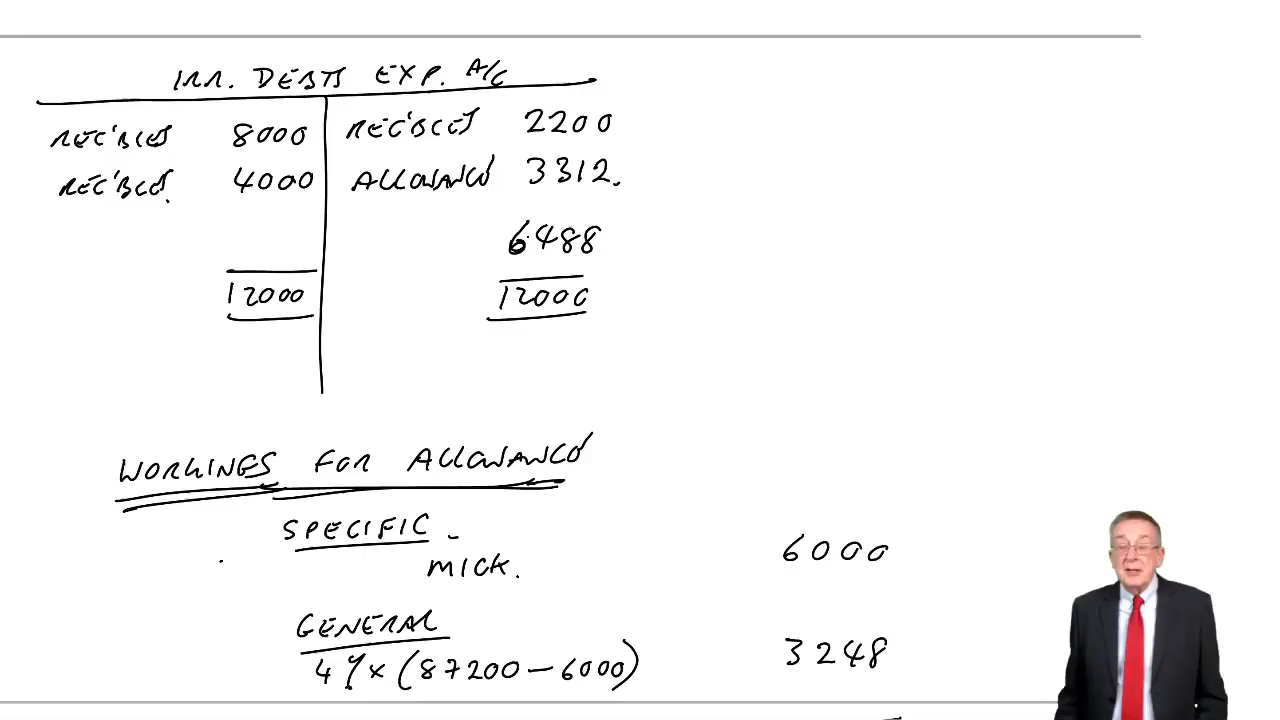 IRR. DEBTS EXP. A/C
REC'BLES 8000 REC'BLES 2200
REC'BLES. 4000 ALLOWANCE 3312.
6488
12000 12000
WORKINGS FOR ALLOWANCE
SPECIFIC -
MICK. 6000
GENERAL
4% x (87200 - 6000) 3248